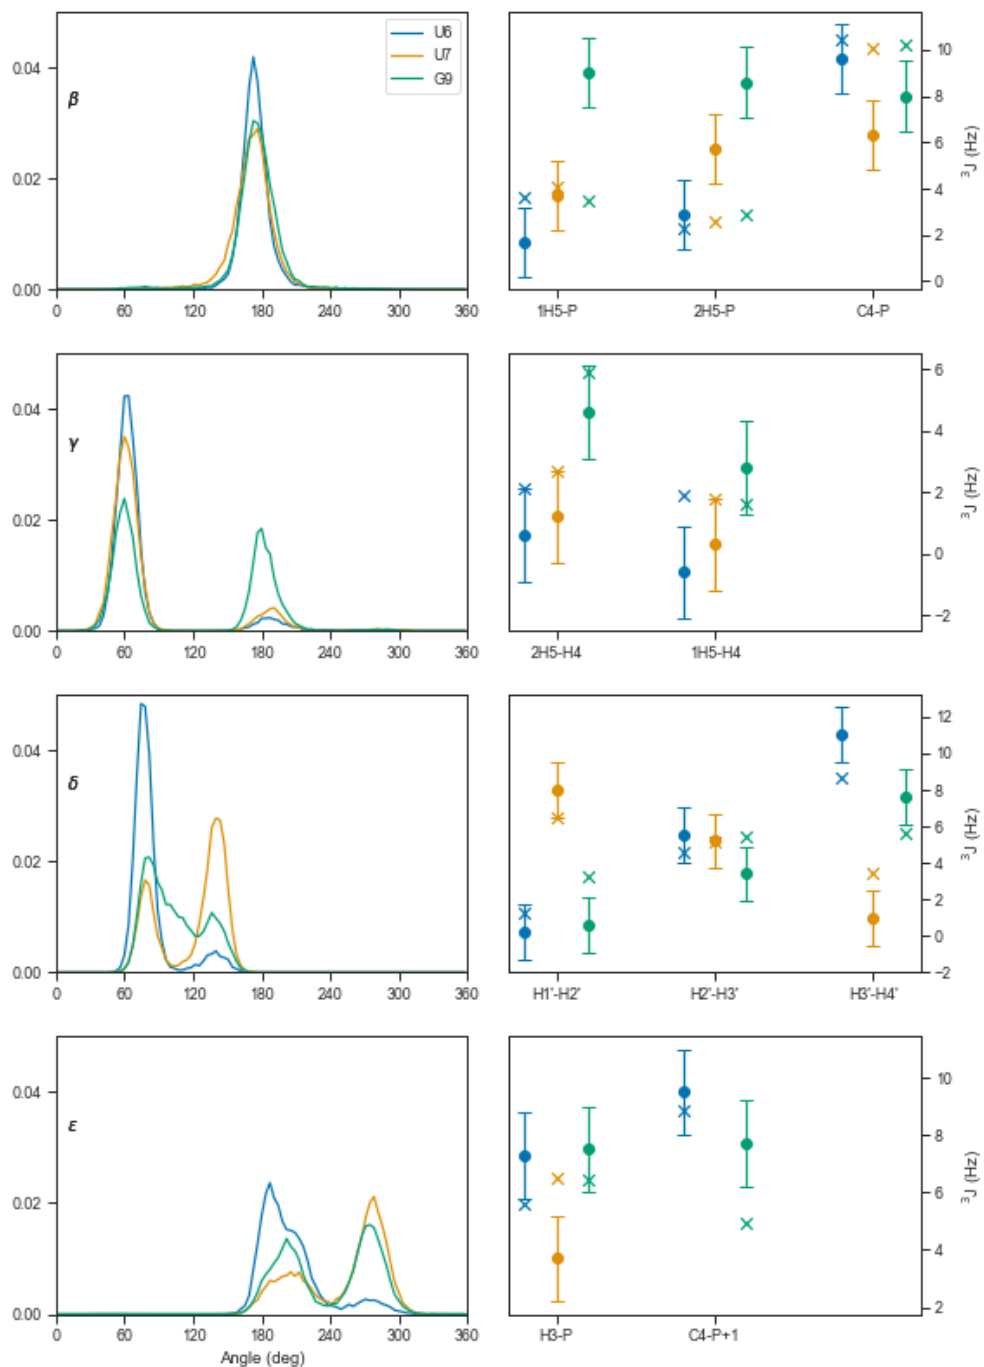 0.04
0.02
0.00
β
U6
U7
G9
0 60 120 180 240 300 360
10
8
6
4
2
0
³J (Hz)
1H5-P 2H5-P C4-P
0.04
0.02
0.00
γ
0 60 120 180 240 300 360
6
4
2
0
−2
³J (Hz)
2H5-H4 1H5-H4
0.04
0.02
0.00
δ
0 60 120 180 240 300 360
12
10
8
6
4
2
0
−2
³J (Hz)
H1'-H2' H2'-H3' H3'-H4'
0.04
0.02
0.00
ε
0 60 120 180 240 300 360
Angle (deg)
10
8
6
4
2
³J (Hz)
H3-P C4-P+1